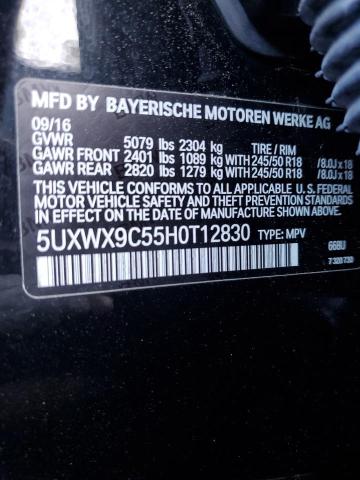 MFD BY BAYERISCHE MOTOREN WERKE AG
09/16
GVWR 5079 lbs 2304 kg TIRE / RIM
GAWR FRONT 2401 lbs 1089 kg WITH 245/50 R18 /8.0J x 18
GAWR REAR 2820 lbs 1279 kg WITH 245/50 R18 /8.0J x 18
THIS VEHICLE CONFORMS TO ALL APPLICABLE U.S. FEDERAL
MOTOR VEHICLE SAFETY AND THEFT PREVENTION STANDARDS
IN EFFECT ON THE DATE OF MANUFACTURE SHOWN ABOVE.
5UXWX9C55H0T12830 TYPE: MPV
668U
7 320 730